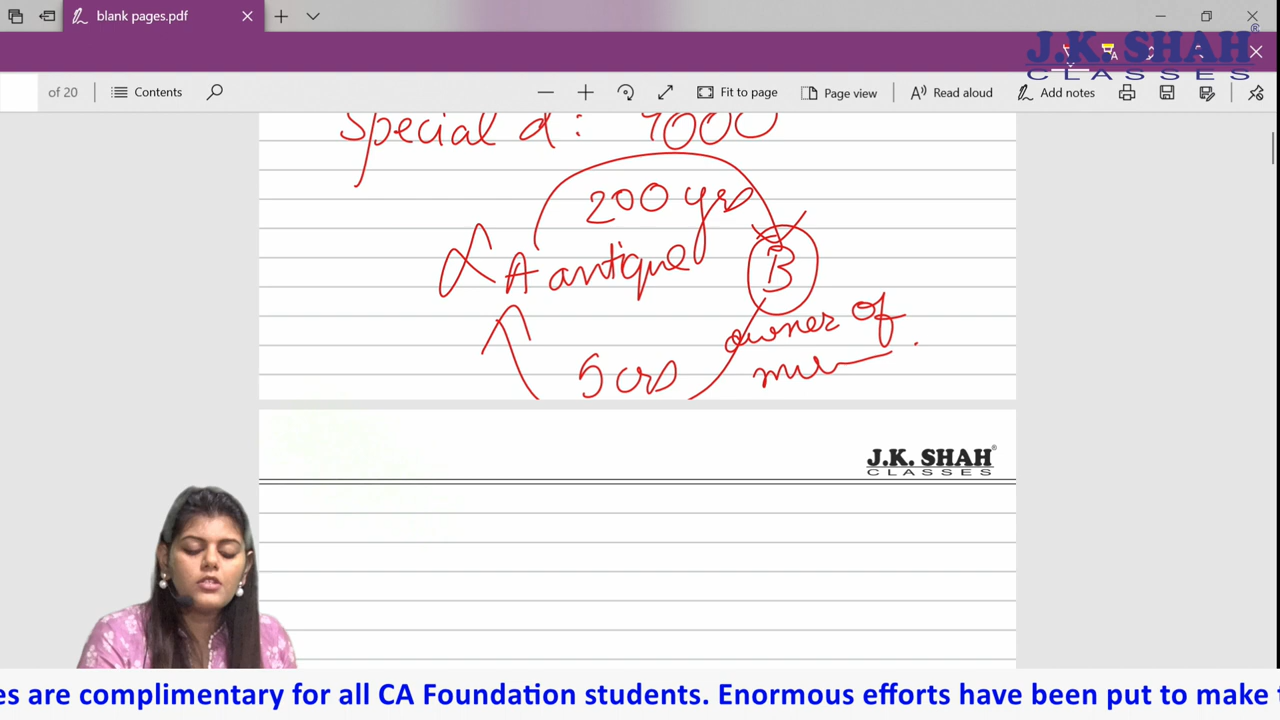 blank pages.pdf
J.K. SHAH®
CLASSES
of 20
Contents
Fit to page
Page view
Read aloud
Add notes
Special d :
200 yrs
A antique
B
owner of
5 crs
J.K. SHAH®
CLASSES
es are complimentary for all CA Foundation students. Enormous efforts have been put to make